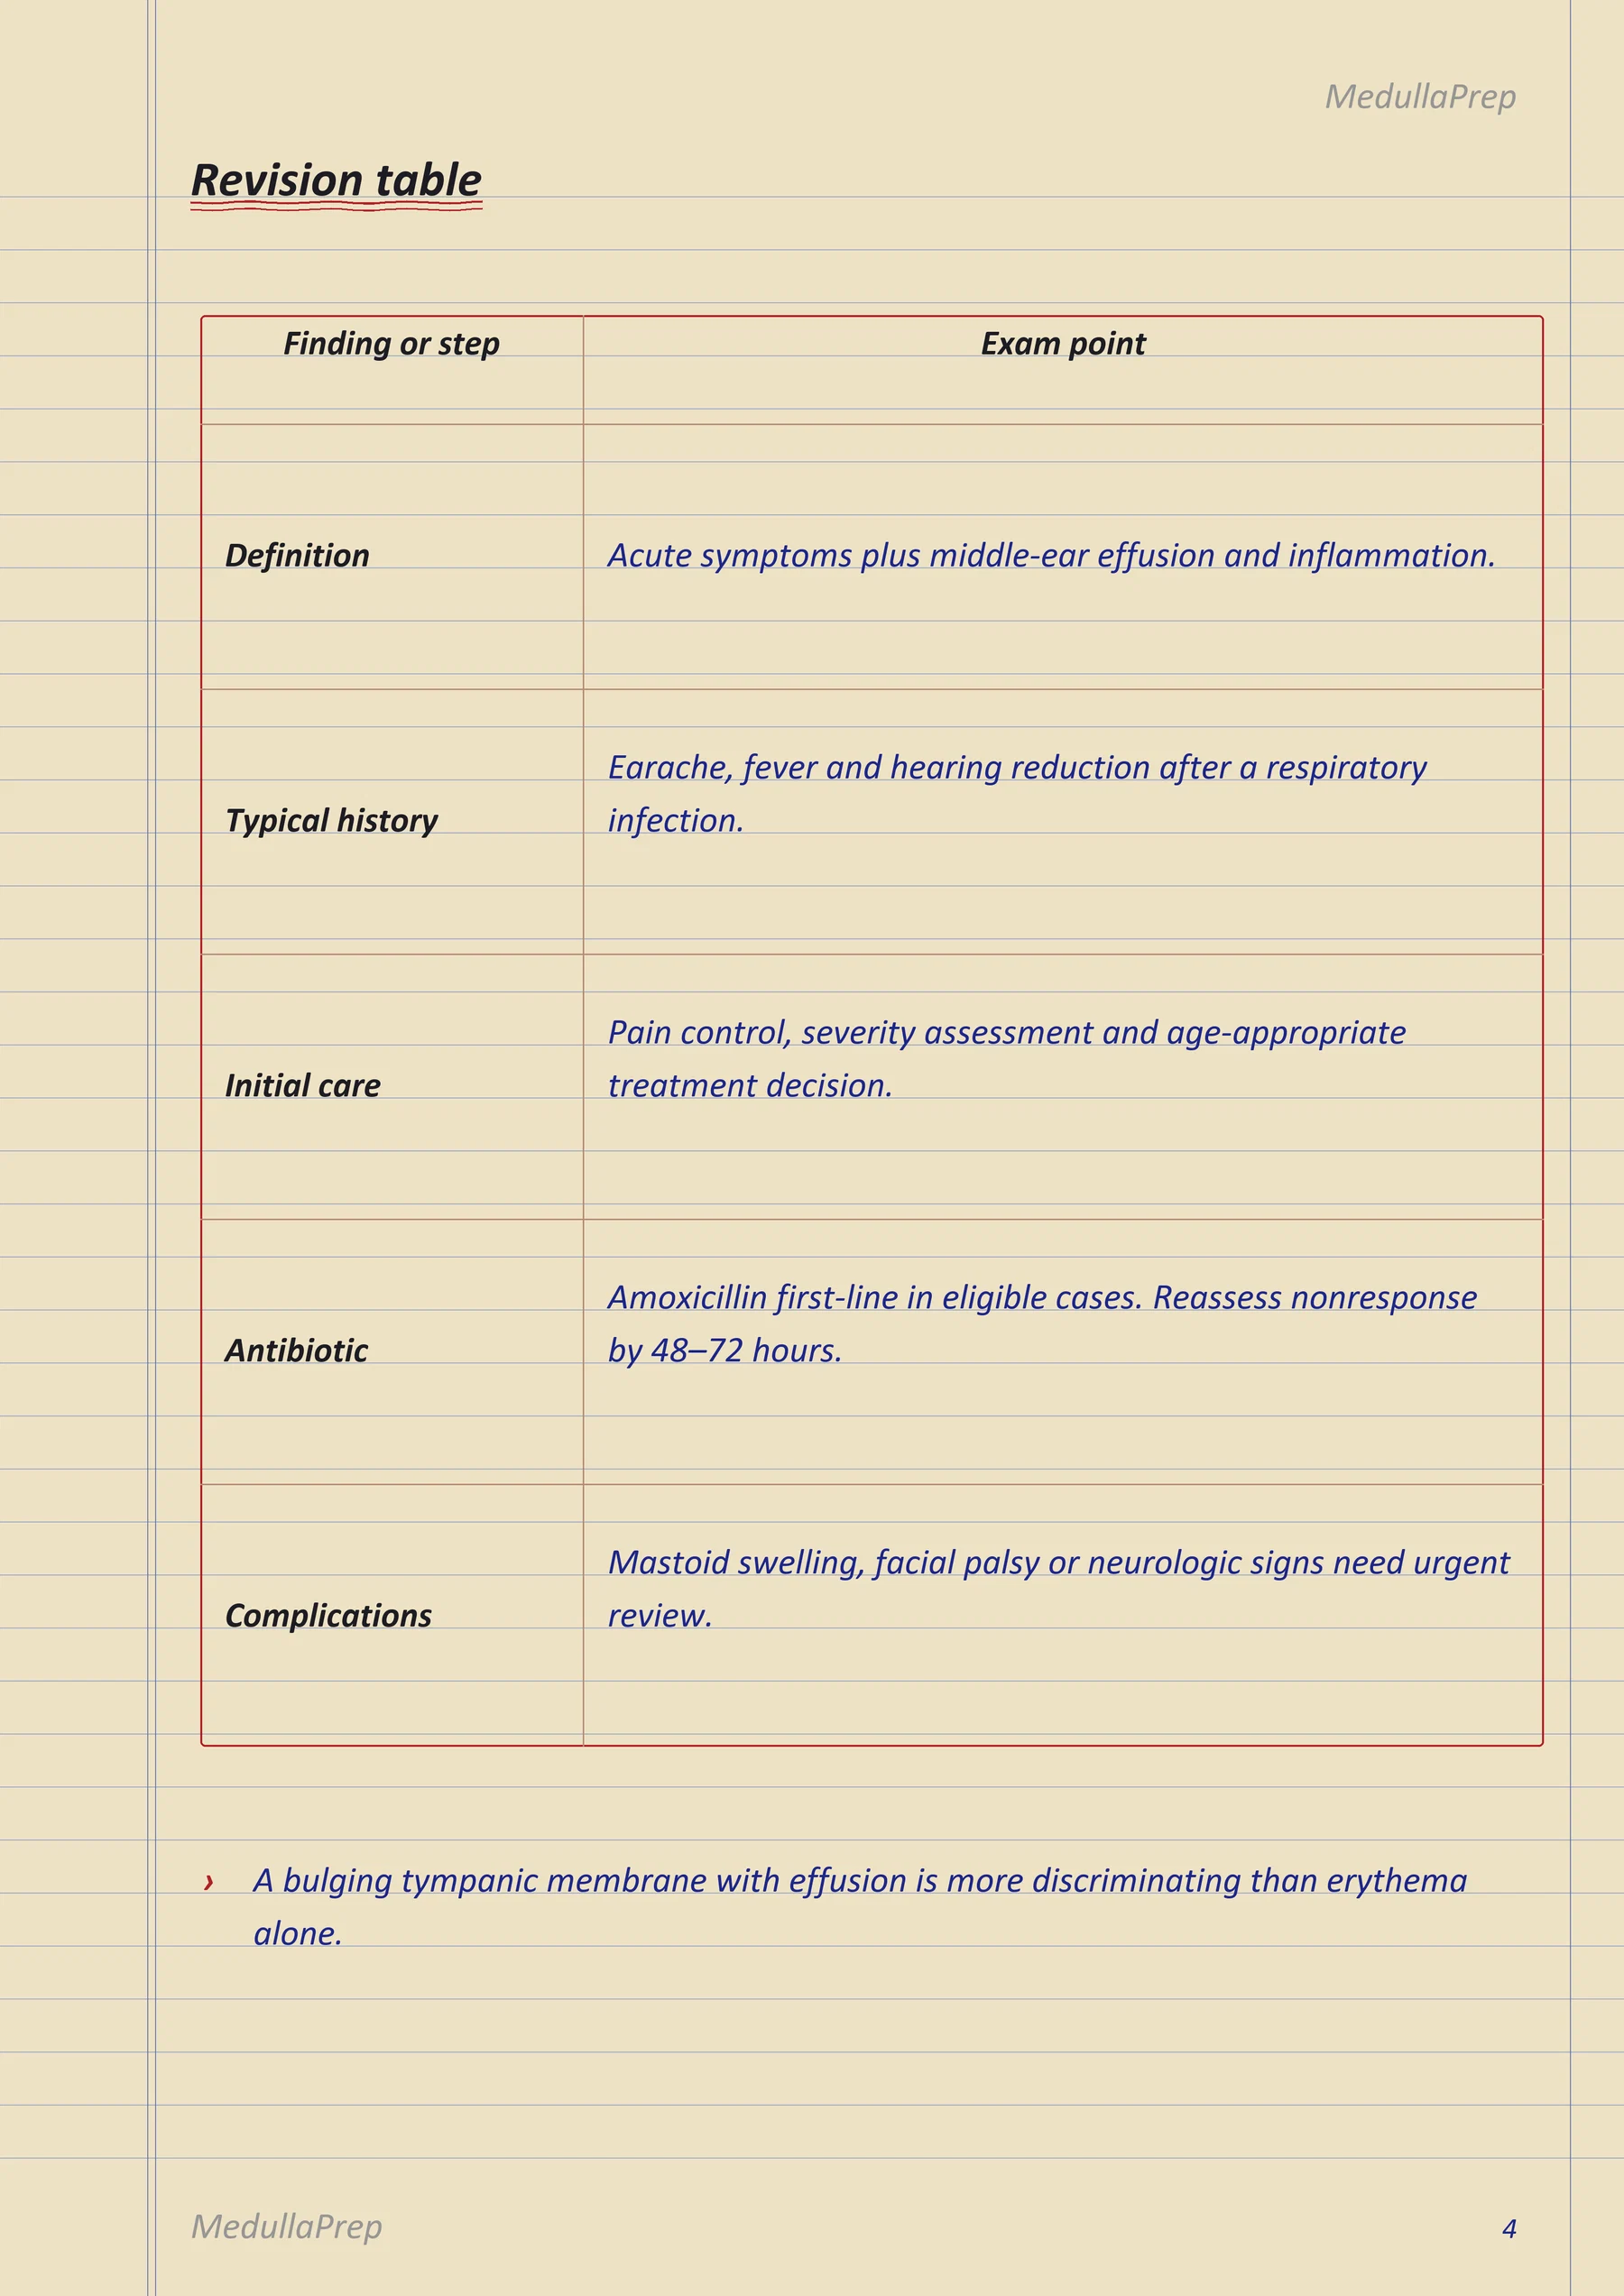 MedullaPrep
Revision table
Finding or step
Exam point
Definition
Acute symptoms plus middle-ear effusion and inflammation.
Typical history
Earache, fever and hearing reduction after a respiratory
infection.
Initial care
Pain control, severity assessment and age-appropriate
treatment decision.
Antibiotic
Amoxicillin first-line in eligible cases. Reassess nonresponse
by 48–72 hours.
Complications
Mastoid swelling, facial palsy or neurologic signs need urgent
review.
› A bulging tympanic membrane with effusion is more discriminating than erythema
alone.
MedullaPrep
4